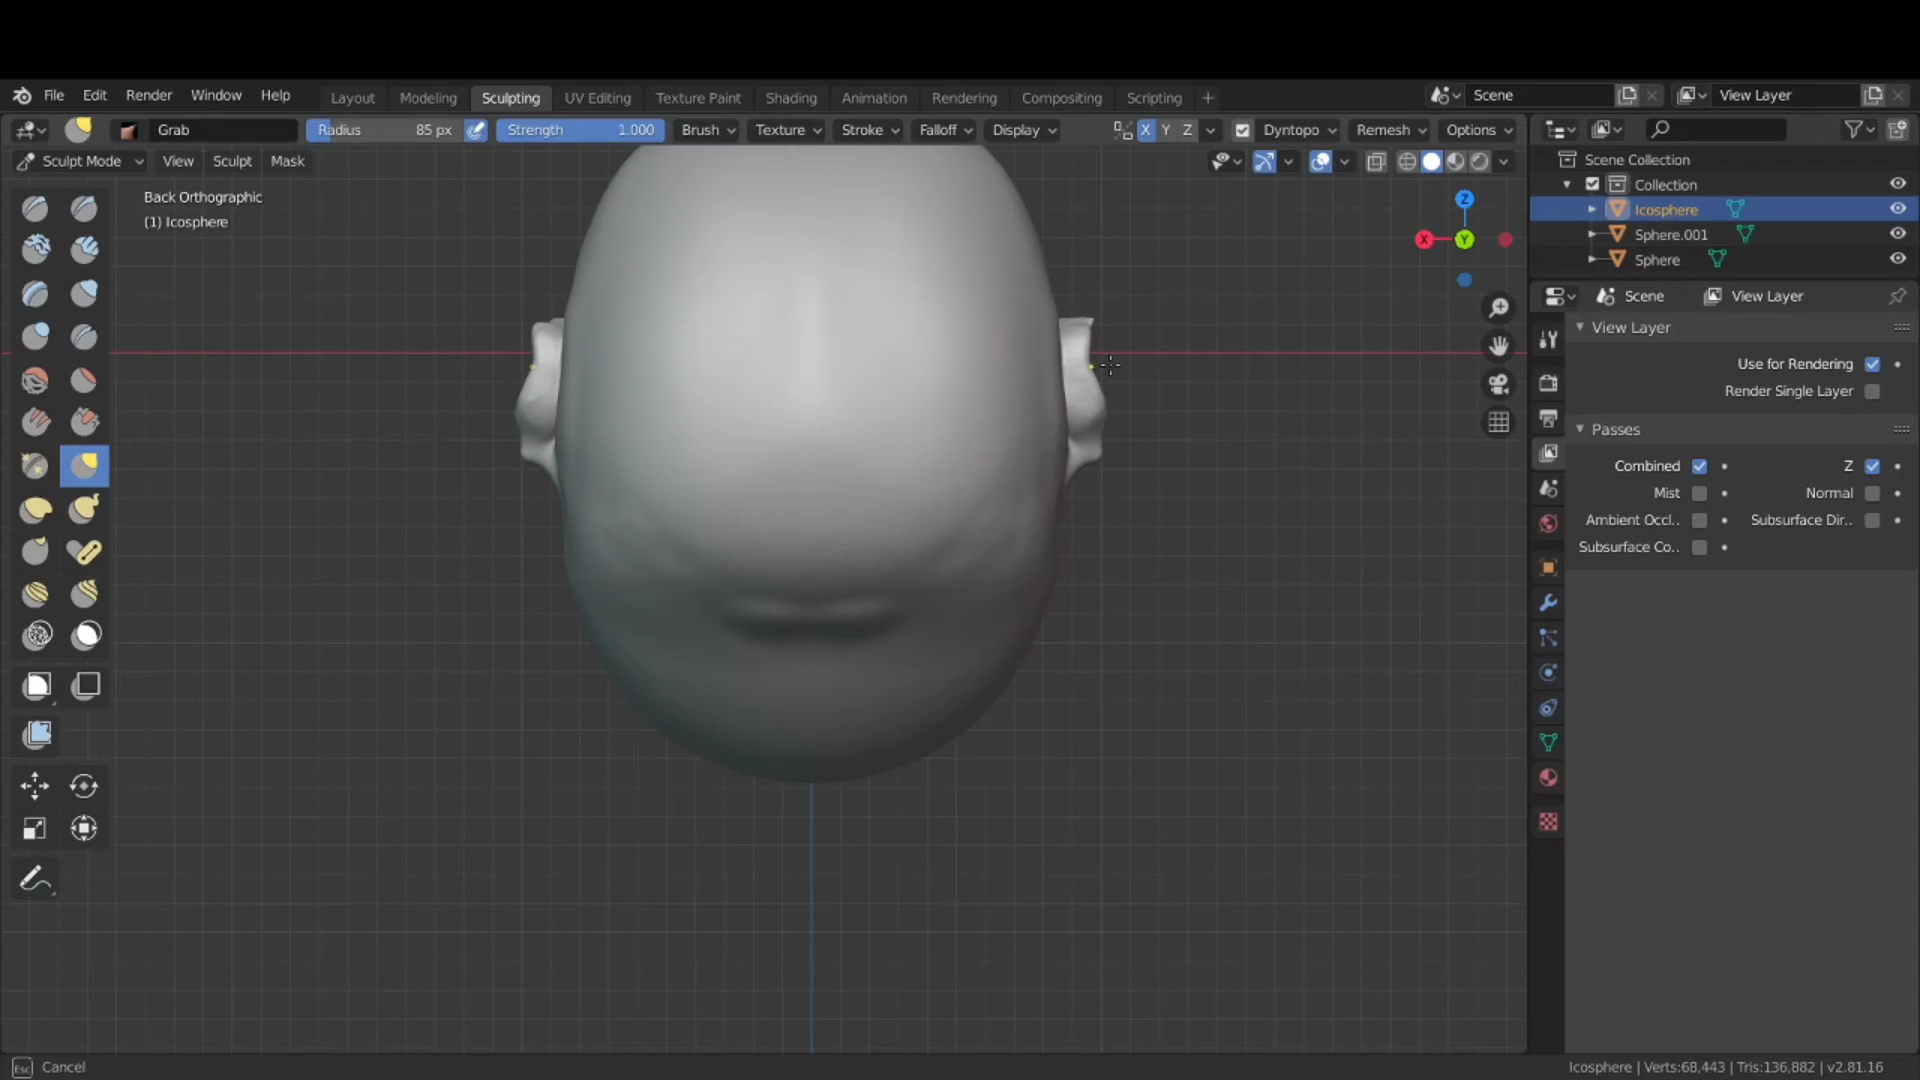 File Edit Render Window Help Layout Modeling Sculpting UV Editing Texture Paint Shading Animation Rendering Compositing Scripting + Scene View Layer
Grab Radius 85 px Strength 1.000 Brush Texture Stroke Falloff Display X Y Z Dyntopo Remesh Options
Sculpt Mode View Sculpt Mask
Back Orthographic
(1) Icosphere
Z
X
Y
Scene Collection
Collection
Icosphere
Sphere.001
Sphere
Scene View Layer
View Layer
Use for Rendering
Render Single Layer
Passes
Combined Z
Mist Normal
Ambient Occl.. Subsurface Dir..
Subsurface Co..
Esc Cancel
Icosphere | Verts:68,443 | Tris:136,882 | v2.81.16